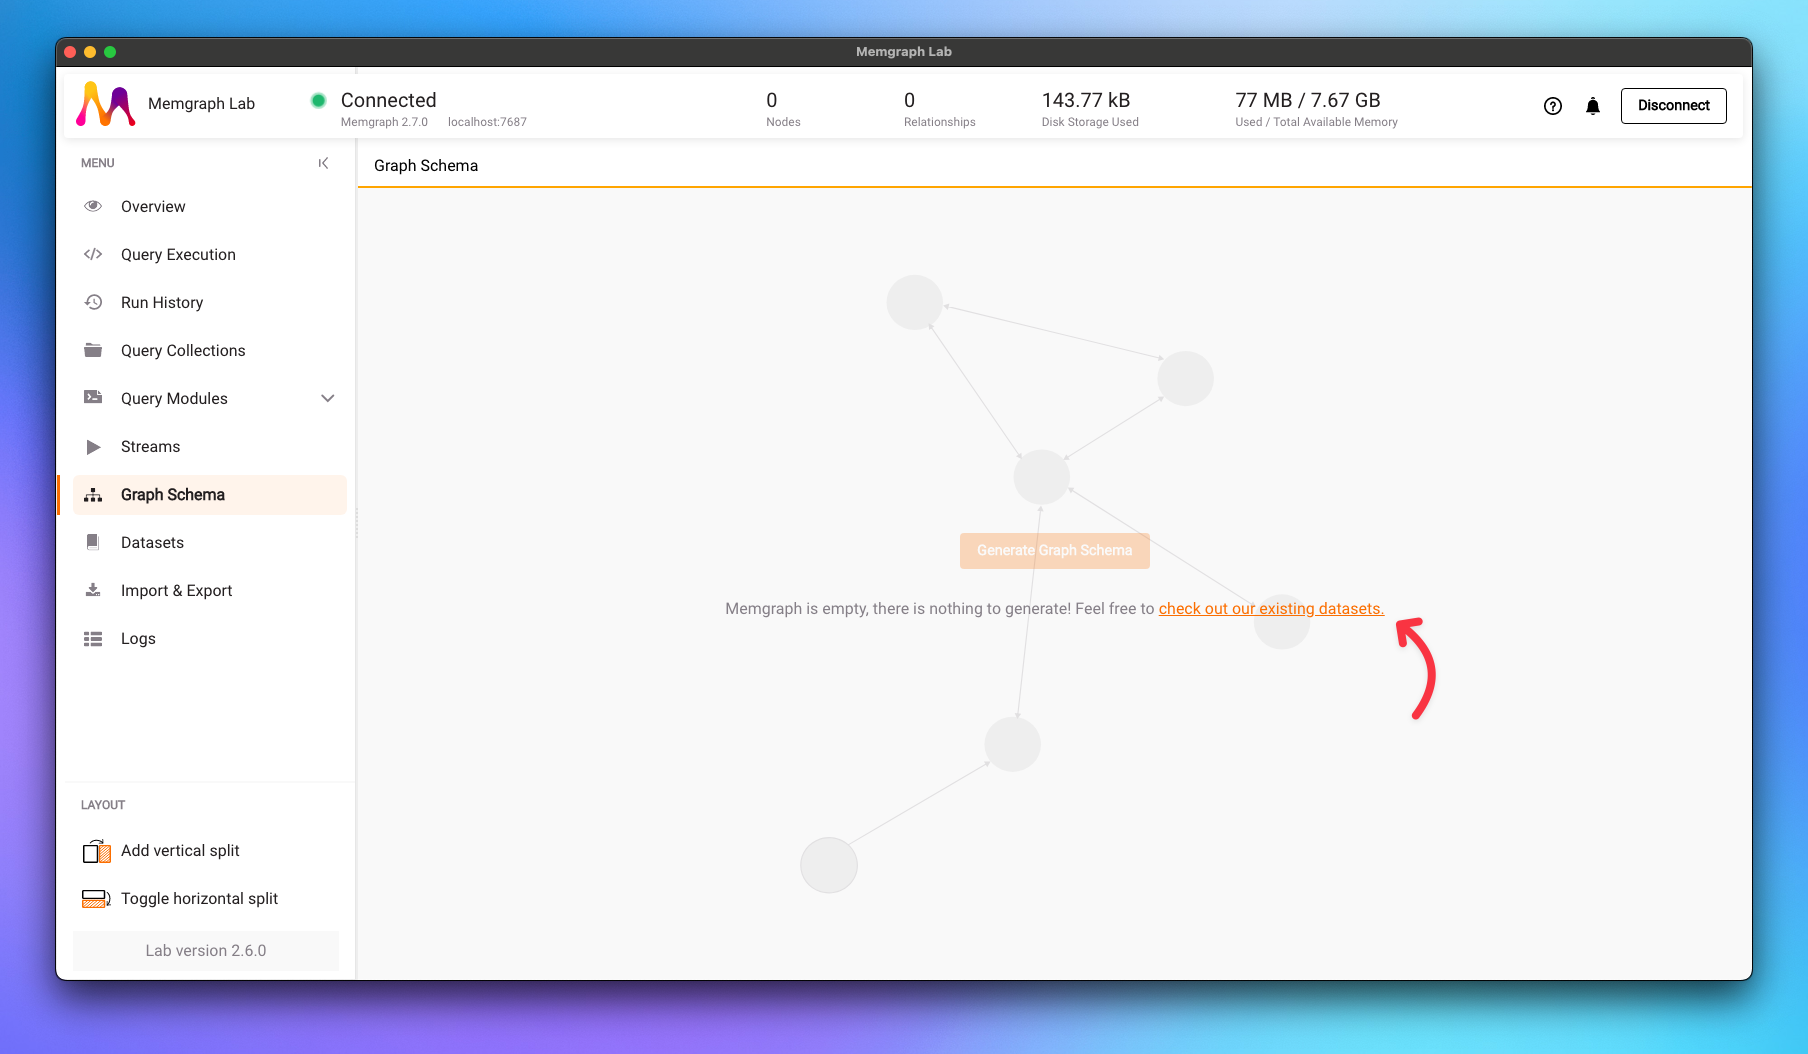 Memgraph Lab
Memgraph Lab
Connected
Memgraph 2.7.0 localhost:7687
0
Nodes
0
Relationships
143.77 kB
Disk Storage Used
77 MB / 7.67 GB
Used / Total Available Memory
Disconnect
MENU
Overview
Query Execution
Run History
Query Collections
Query Modules
Streams
Graph Schema
Datasets
Import & Export
Logs
LAYOUT
Add vertical split
Toggle horizontal split
Lab version 2.6.0
Graph Schema
Generate Graph Schema
Memgraph is empty, there is nothing to generate! Feel free to check out our existing datasets.